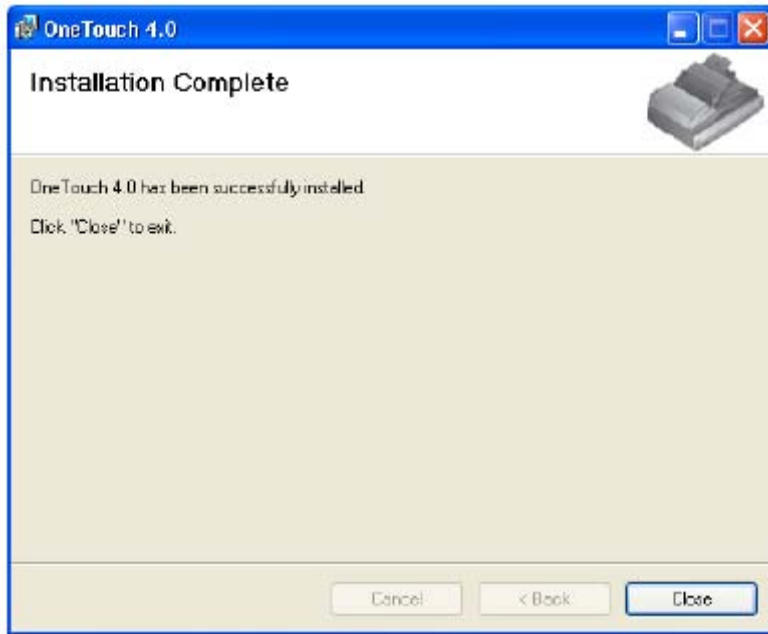 OneTouch 4.0
Installation Complete
OneTouch 4.0 has been successfully installed.
Click "Close" to exit.
Cancel
< Back
Close